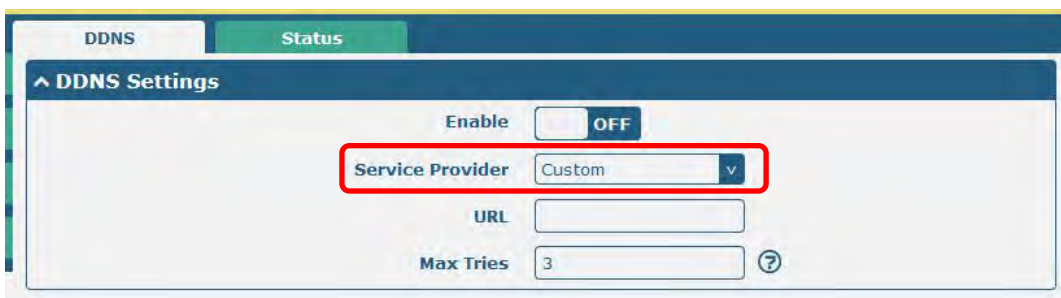 DDNS Status
^ DDNS Settings
Enable OFF
Service Provider Custom v
URL
Max Tries 3 ?